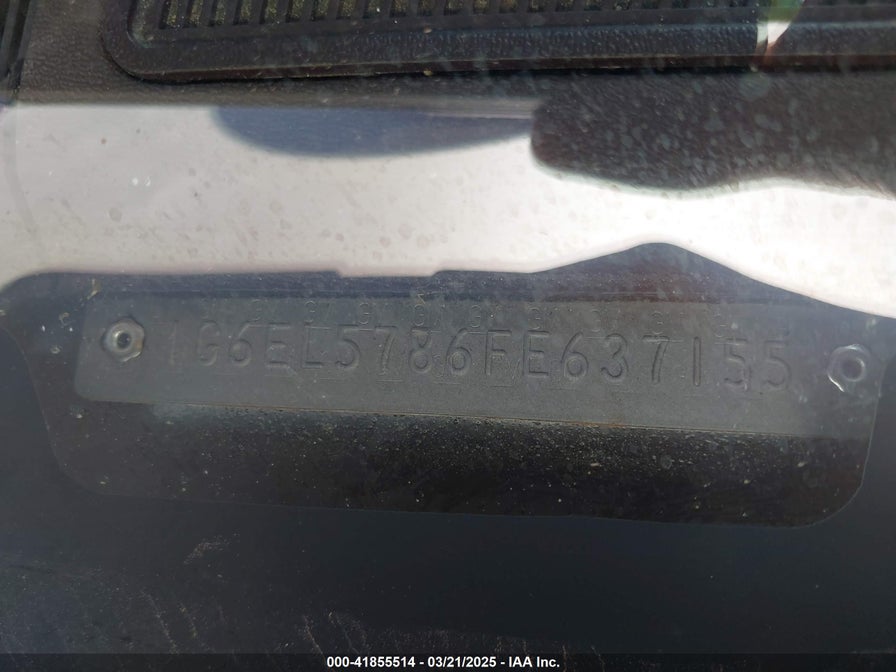 1G6EL5786FE637155
000-41855514 - 03/21/2025 - IAA Inc.